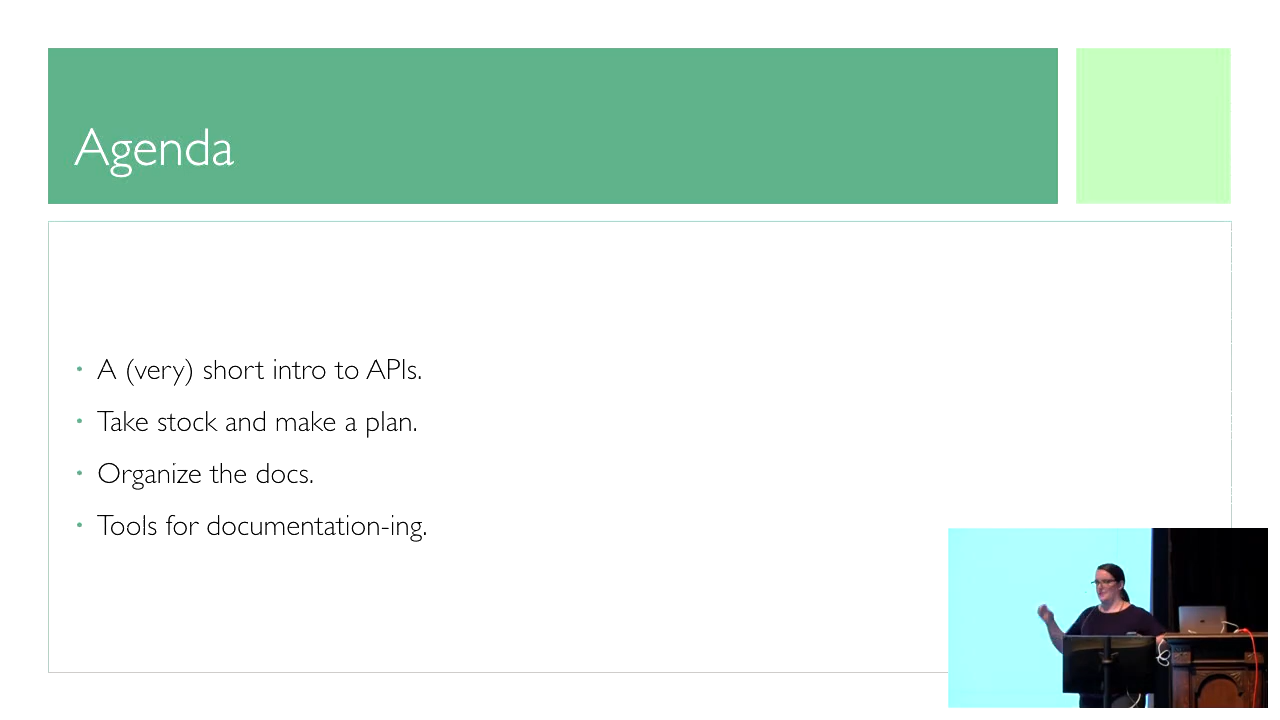 Agenda
• A (very) short intro to APIs.
• Take stock and make a plan.
• Organize the docs.
• Tools for documentation-ing.